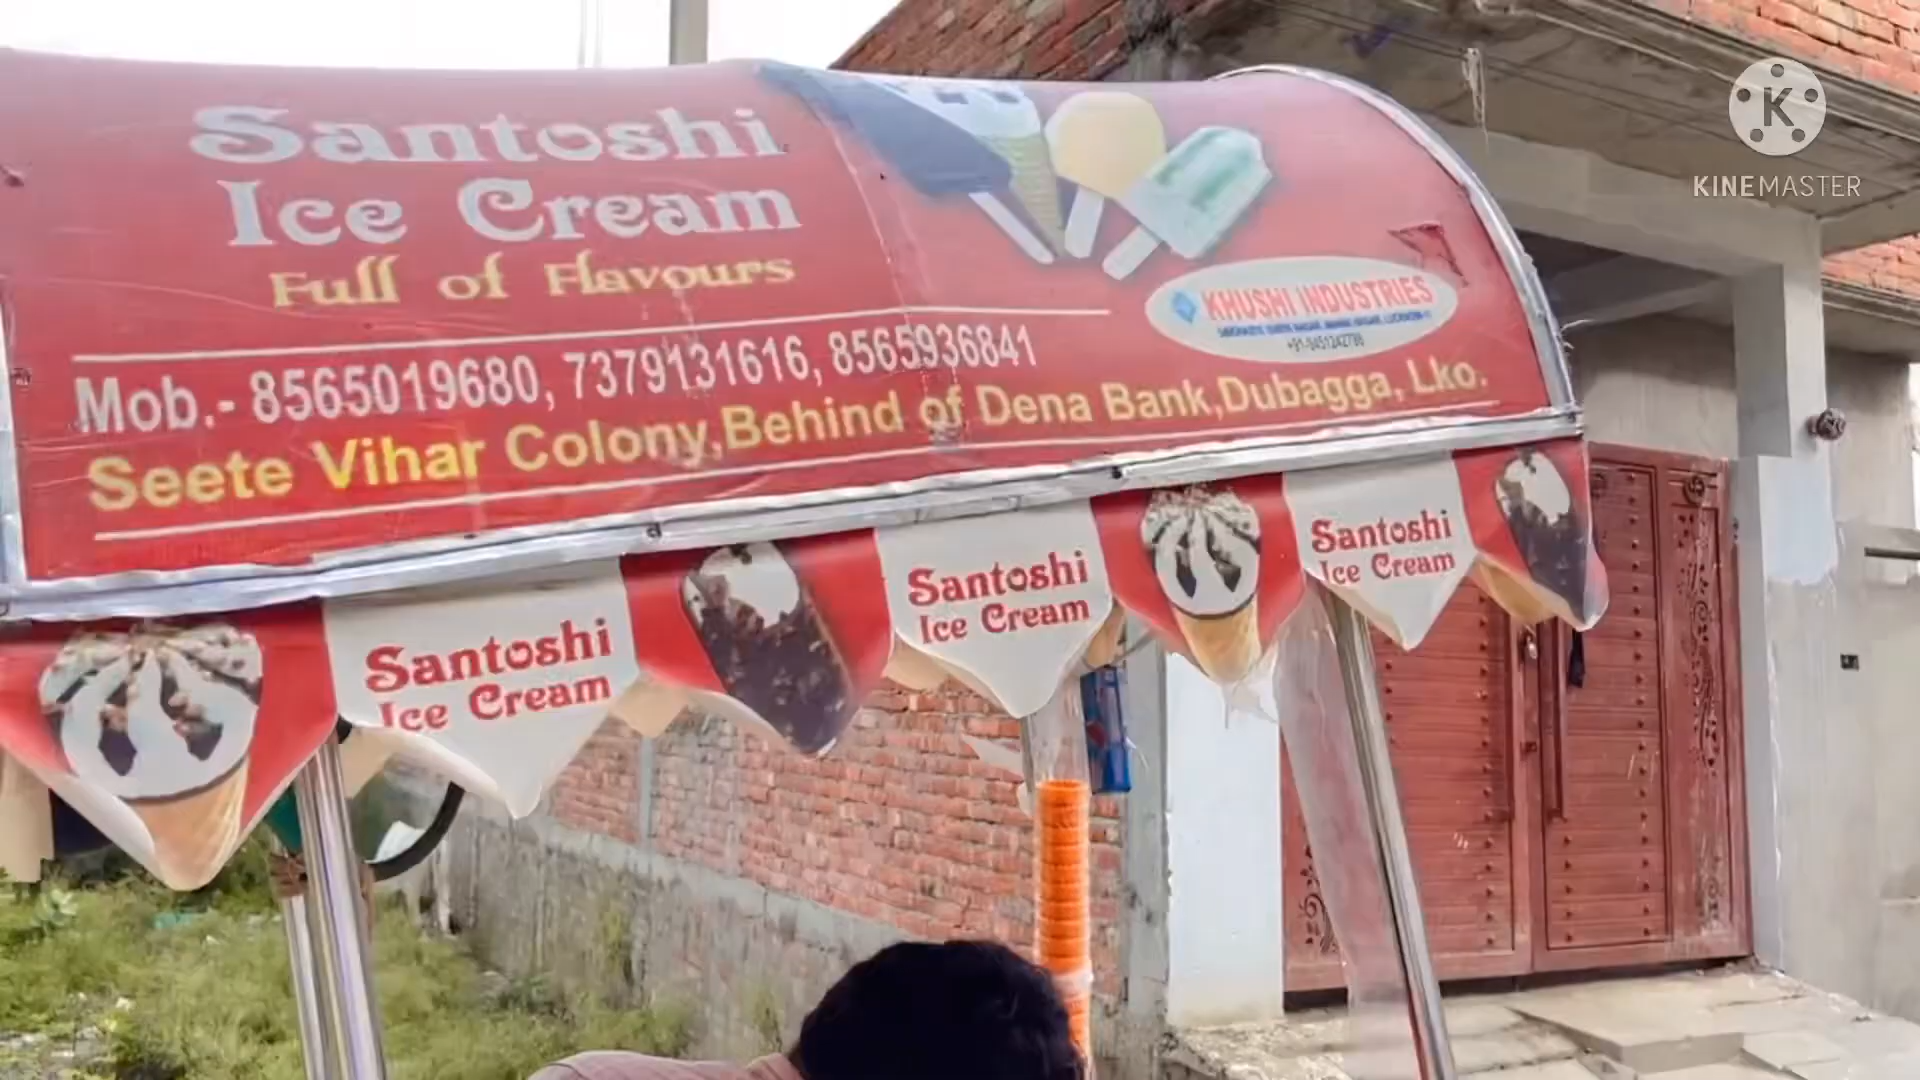 Santoshi
Ice Cream
Full of Flavours
KHUSHI INDUSTRIES
Mob.- 8565019680, 7379131616, 8565936841
Seete Vihar Colony,Behind of Dena Bank,Dubagga, Lko.
Santoshi
Ice Cream
Santoshi
Ice Cream
Santoshi
Ice Cream
K
KINEMASTER